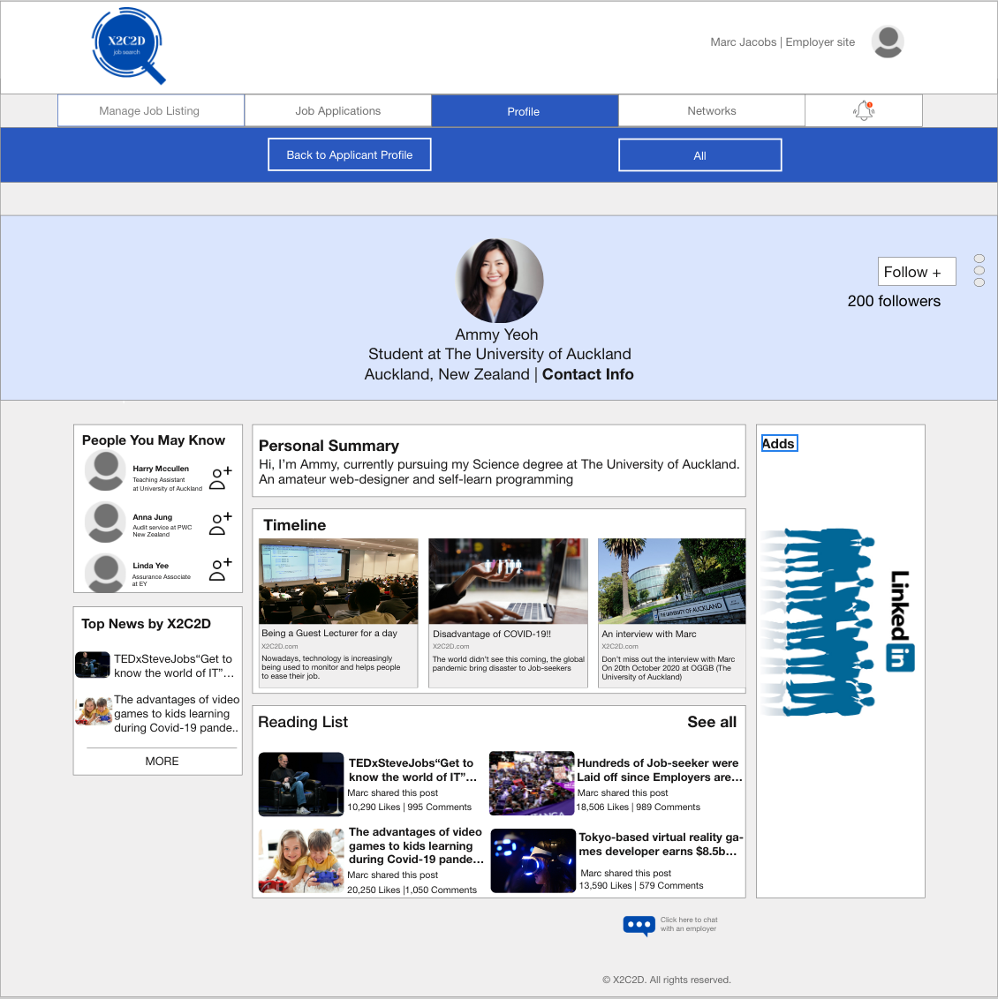 X2C2D
job search
Marc Jacobs | Employer site
Manage Job Listing
Job Applications
Profile
Networks
Back to Applicant Profile
All
Follow +
200 followers
Ammy Yeoh
Student at The University of Auckland
Auckland, New Zealand | Contact Info
People You May Know
Harry Mccullen
Teaching Assistant
at University of Auckland
Anna Jung
Audit service at PWC
New Zealand
Linda Yee
Assurance Associate
at EY
Top News by X2C2D
TEDxSteveJobs“Get to
know the world of IT”…
The advantages of video
games to kids learning
during Covid-19 pande..
MORE
Personal Summary
Hi, I’m Ammy, currently pursuing my Science degree at The University of Auckland.
An amateur web-designer and self-learn programming
Timeline
Being a Guest Lecturer for a day
X2C2D.com
Nowadays, technology is increasingly
being used to monitor and helps people
to ease their job.
Disadvantage of COVID-19!!
X2C2D.com
The world didn’t see this coming, the global
pandemic bring disaster to Job-seekers
THE UNIVERSITY OF AUCKLAND
An interview with Marc
X2C2D.com
Don’t miss out the interview with Marc
On 20th October 2020 at OGGB (The
University of Auckland)
Reading List
See all
TEDxSteveJobs“Get to
know the world of IT”…
Marc shared this post
10,290 Likes | 995 Comments
Hundreds of Job-seeker were
Laid off since Employers are…
Marc shared this post
18,506 Likes | 989 Comments
The advantages of video
games to kids learning
during Covid-19 pande…
Marc shared this post
20,250 Likes |1,050 Comments
Tokyo-based virtual reality ga-
mes developer earns $8.5b…
Marc shared this post
13,590 Likes | 579 Comments
Adds
Linked in
Click here to chat
with an employer
© X2C2D. All rights reserved.